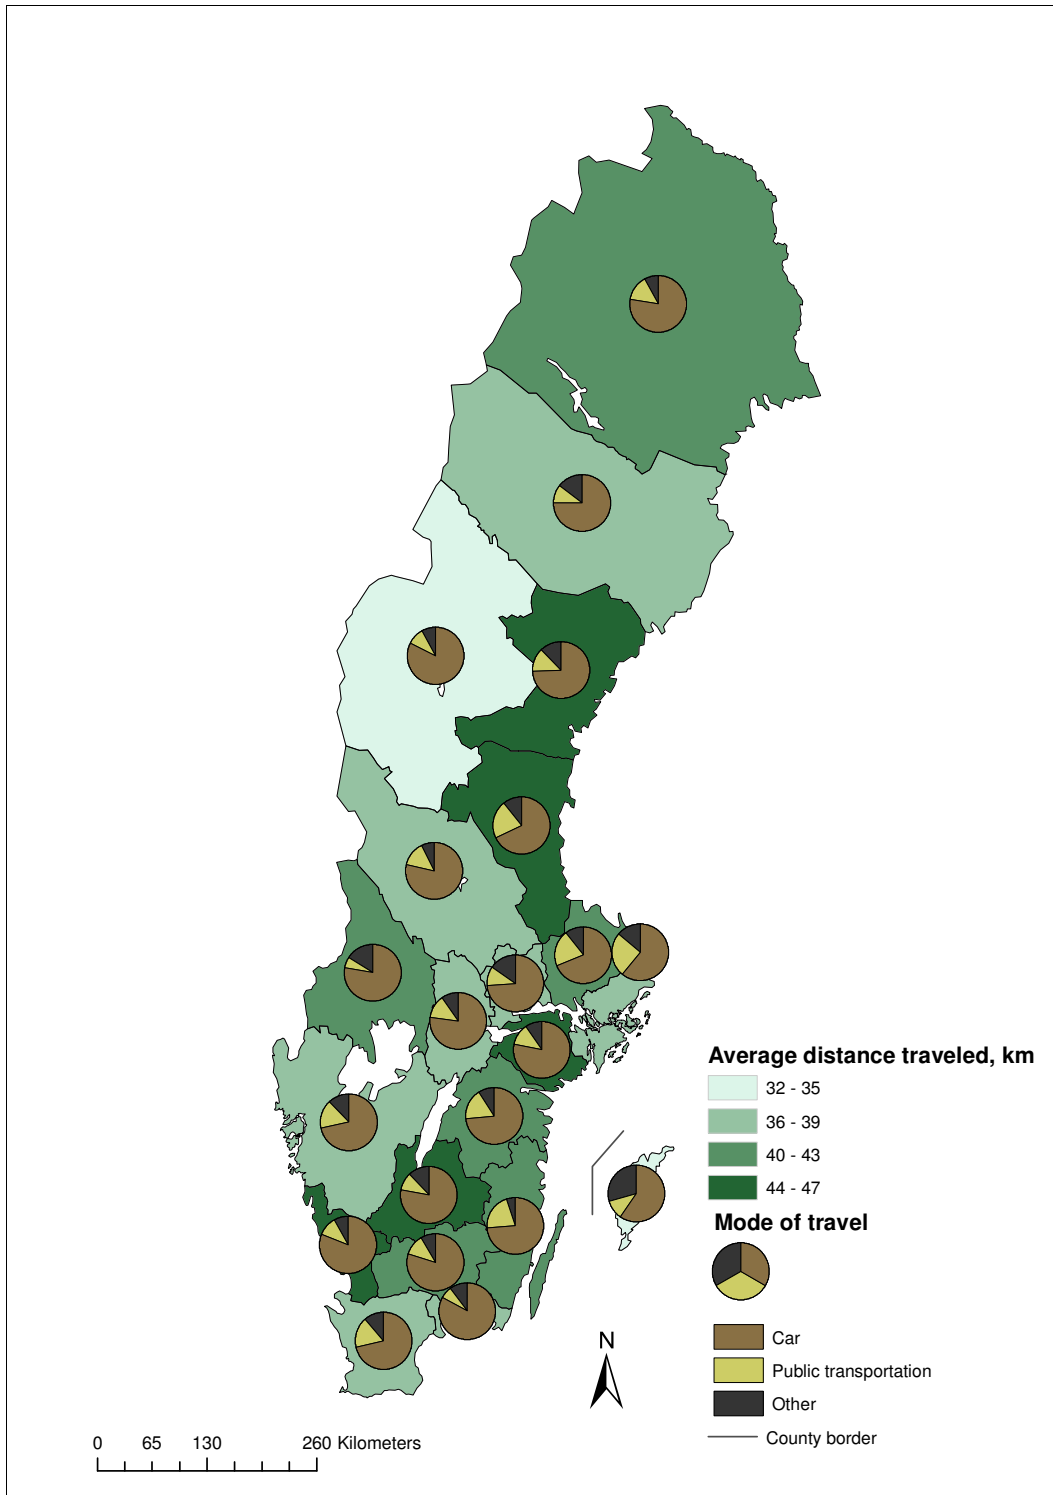 Average distance traveled, km
32 - 35
36 - 39
40 - 43
44 - 47
Mode of travel
Car
Public transportation
Other
County border
N
0 65 130 260 Kilometers